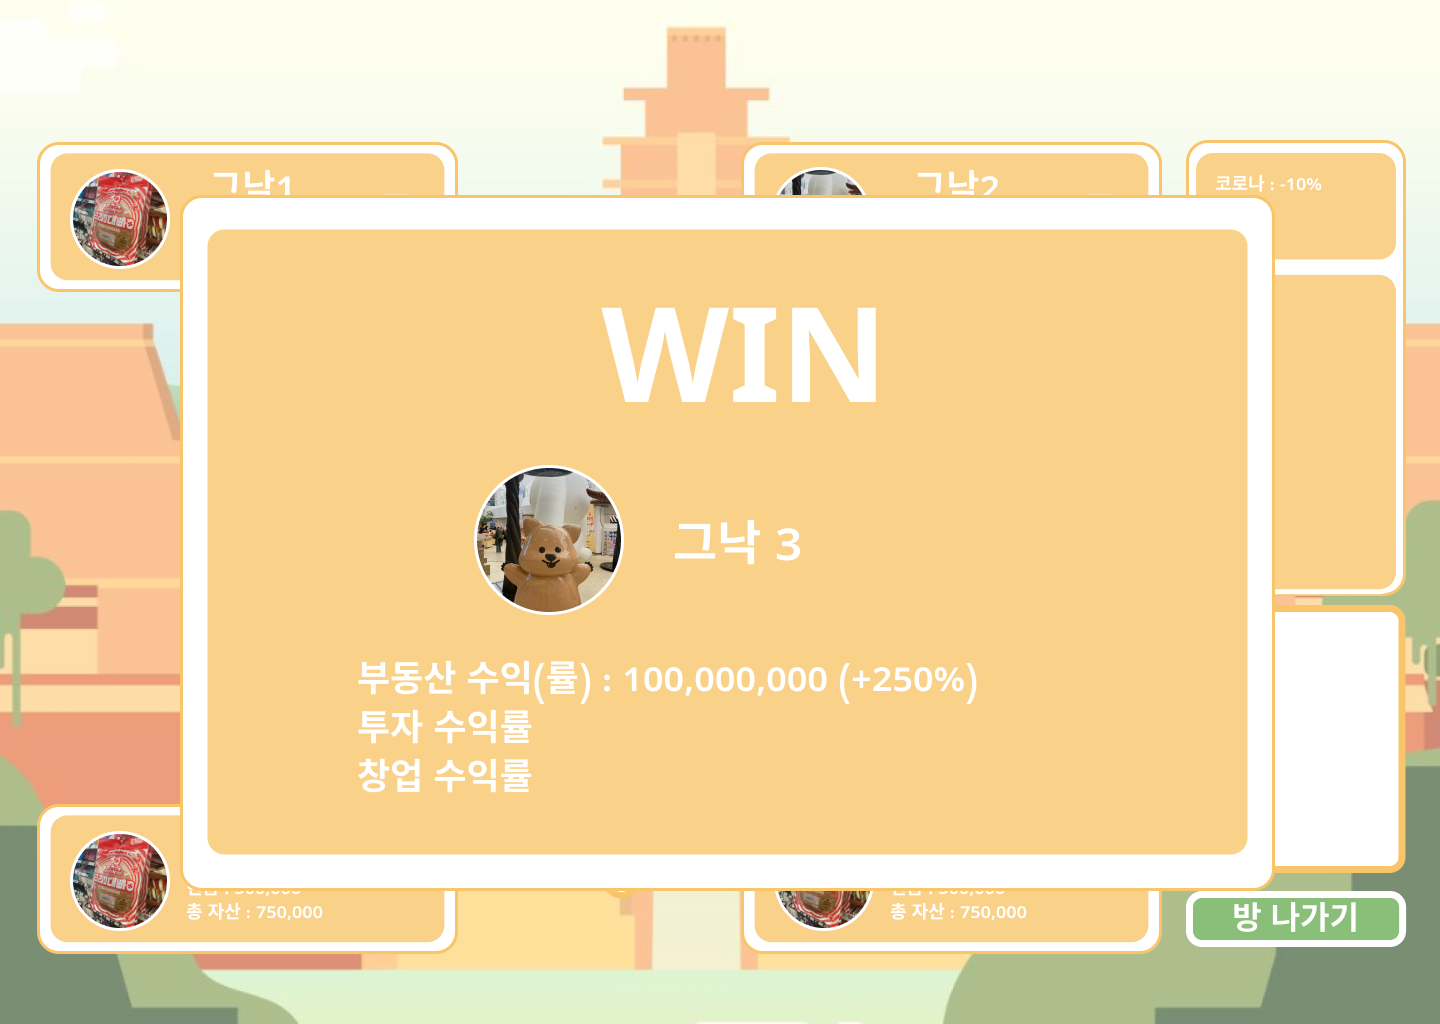 그낙1
그낙2
코로나 : -10%
WIN
그낙 3
부동산 수익(률) : 100,000,000 (+250%)
투자 수익률
창업 수익률
총 자산 : 750,000
총 자산 : 750,000
방 나가기